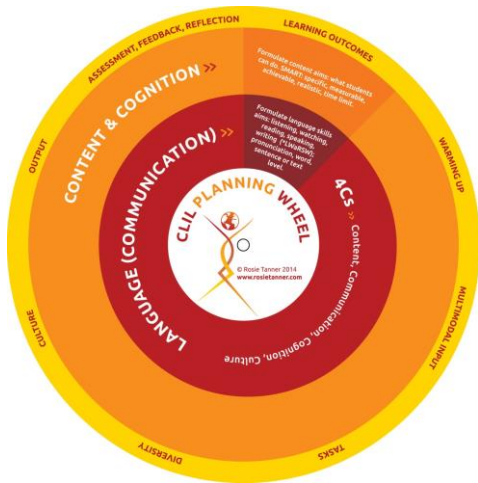 ASSESSMENT, FEEDBACK, REFLECTION
LEARNING OUTCOMES
WARMING UP
MULTIMODAL INPUT
TASKS
DIVERSITY
CULTURE
OUTPUT
CONTENT & COGNITION >>
Formulate content aims: what students
can do. SMART: specific, measurable,
achievable, realistic, time limit.
LANGUAGE (COMMUNICATION) >>
Formulate language skills
aims: listening, watching,
reading, speaking,
writing (*LWaRSW);
pronunciation, word,
sentence or text
level.
4Cs >> Content, Communication, Cognition, Culture
CLIL PLANNING WHEEL
© Rosie Tanner 2014
www.rosietanner.com